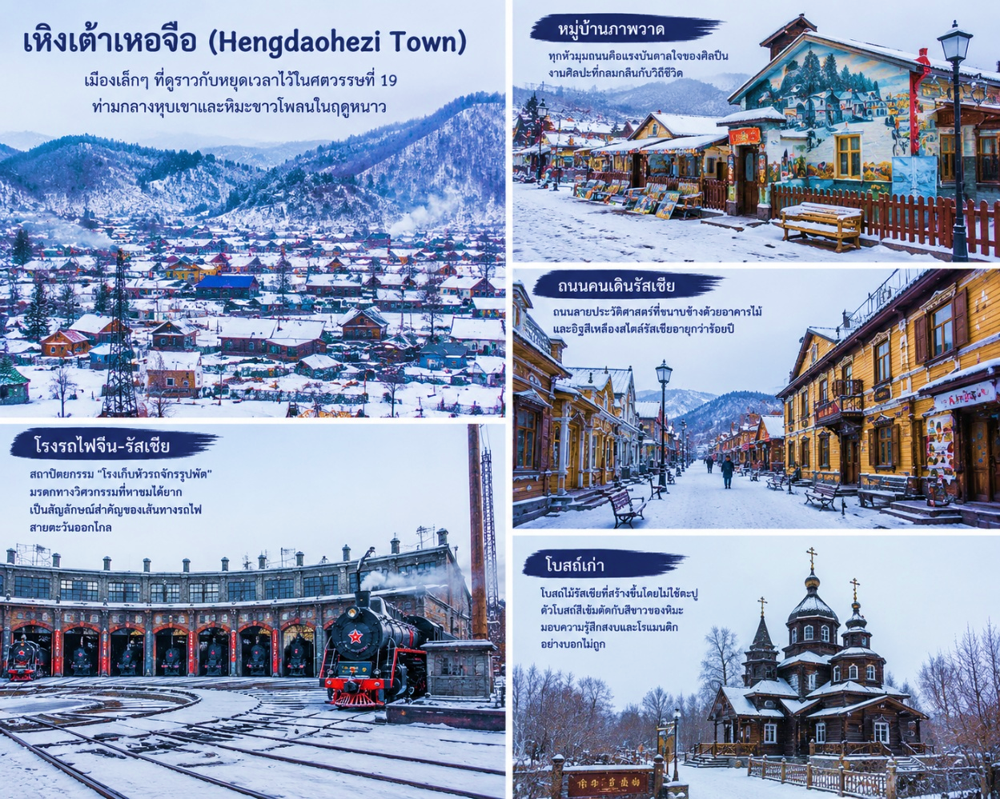 เหิงเต้าเหอจือ (Hengdaohezi Town)
เมืองเล็กๆ ที่ดูราวกับหยุดเวลาไว้ในศตวรรษที่ 19
ท่ามกลางหุบเขาและหิมะขาวโพลนในฤดูหนาว
หมู่บ้านภาพวาด
ทุกหัวมุมถนนคือแรงบันดาลใจของศิลปิน
งานศิลปะที่กลมกลืนกับวิถีชีวิต
ถนนคนเดินรัสเซีย
ถนนลายประวัติศาสตร์ที่ขนาบข้างด้วยอาคารไม้
และอิฐสีเหลืองสไตล์รัสเซียอายุกว่าร้อยปี
โรงรถไฟจีน-รัสเซีย
สถาปัตยกรรม "โรงเก็บหัวรถจักรรูปพัด"
มรดกทางวิศวกรรมที่หาชมได้ยาก
เป็นสัญลักษณ์สำคัญของเส้นทางรถไฟ
สายตะวันออกไกล
โบสถ์เก่า
โบสถ์ไม้รัสเซียที่สร้างขึ้นโดยไม่ใช้ตะปู
ตัวโบสถ์สีเข้มตัดกับสีขาวของหิมะ
มอบความรู้สึกสงบและโรแมนติก
อย่างบอกไม่ถูก